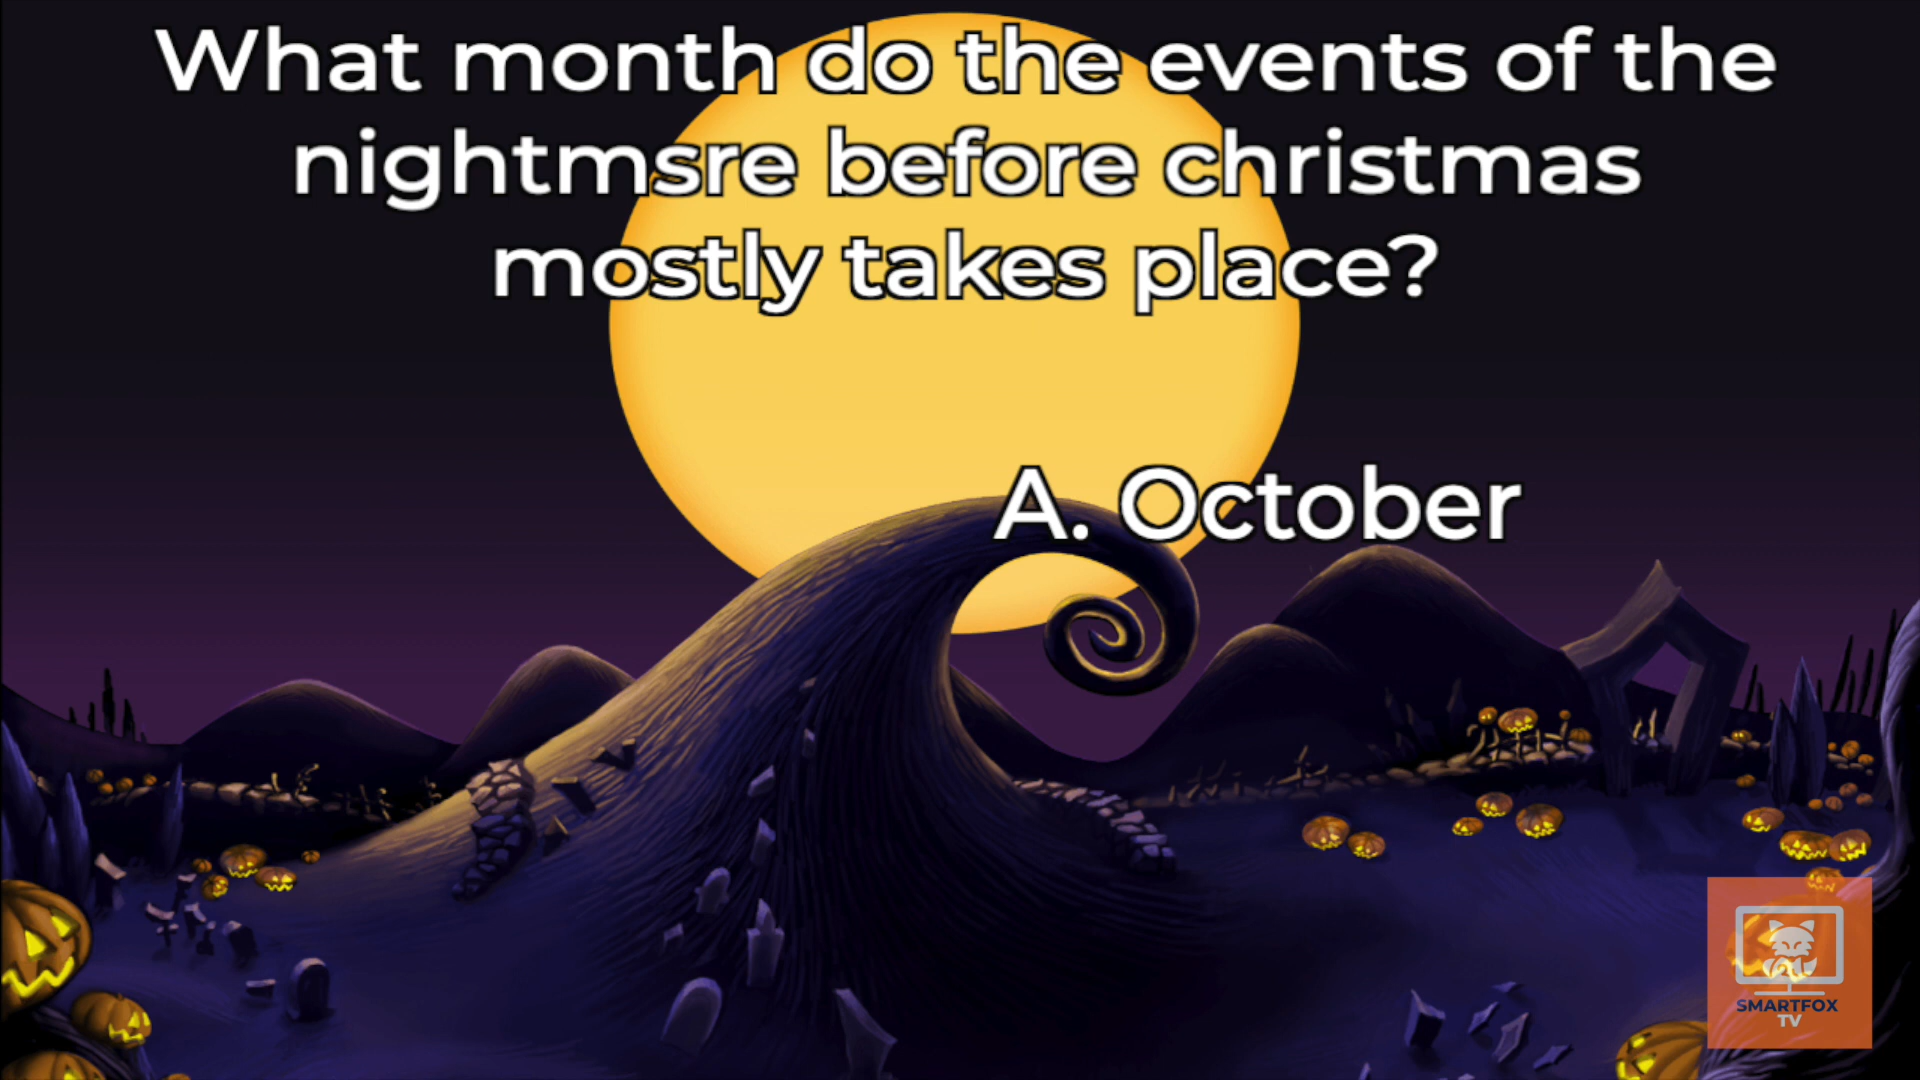 What month do the events of the
nightmsre before christmas
mostly takes place?
A. October
SMARTFOX
TV